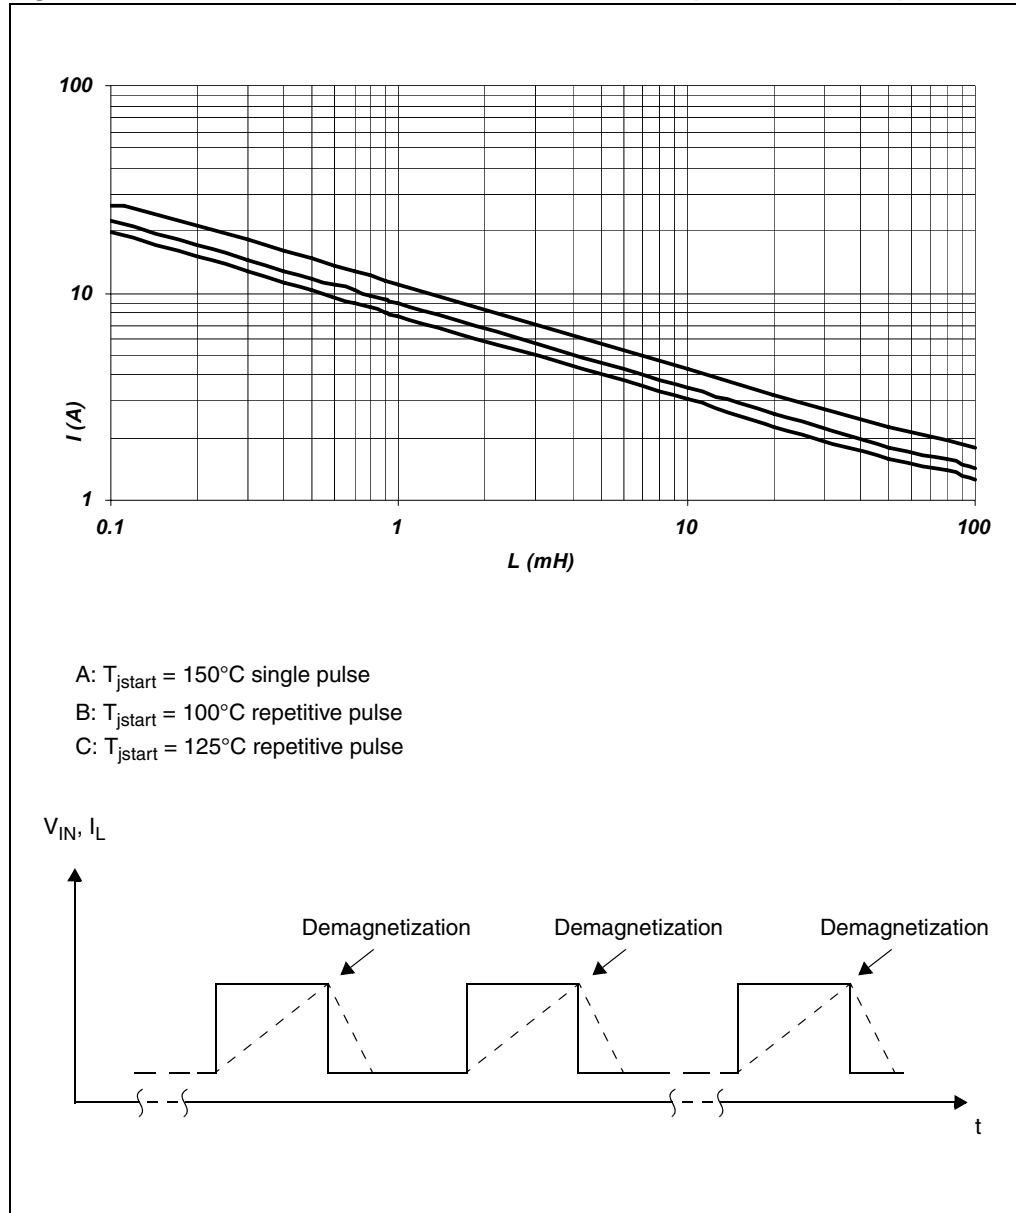 100
10
I (A)
1
0.1 1 10 100
L (mH)
A: Tjstart = 150°C single pulse
B: Tjstart = 100°C repetitive pulse
C: Tjstart = 125°C repetitive pulse
VIN, IL
Demagnetization Demagnetization Demagnetization
t